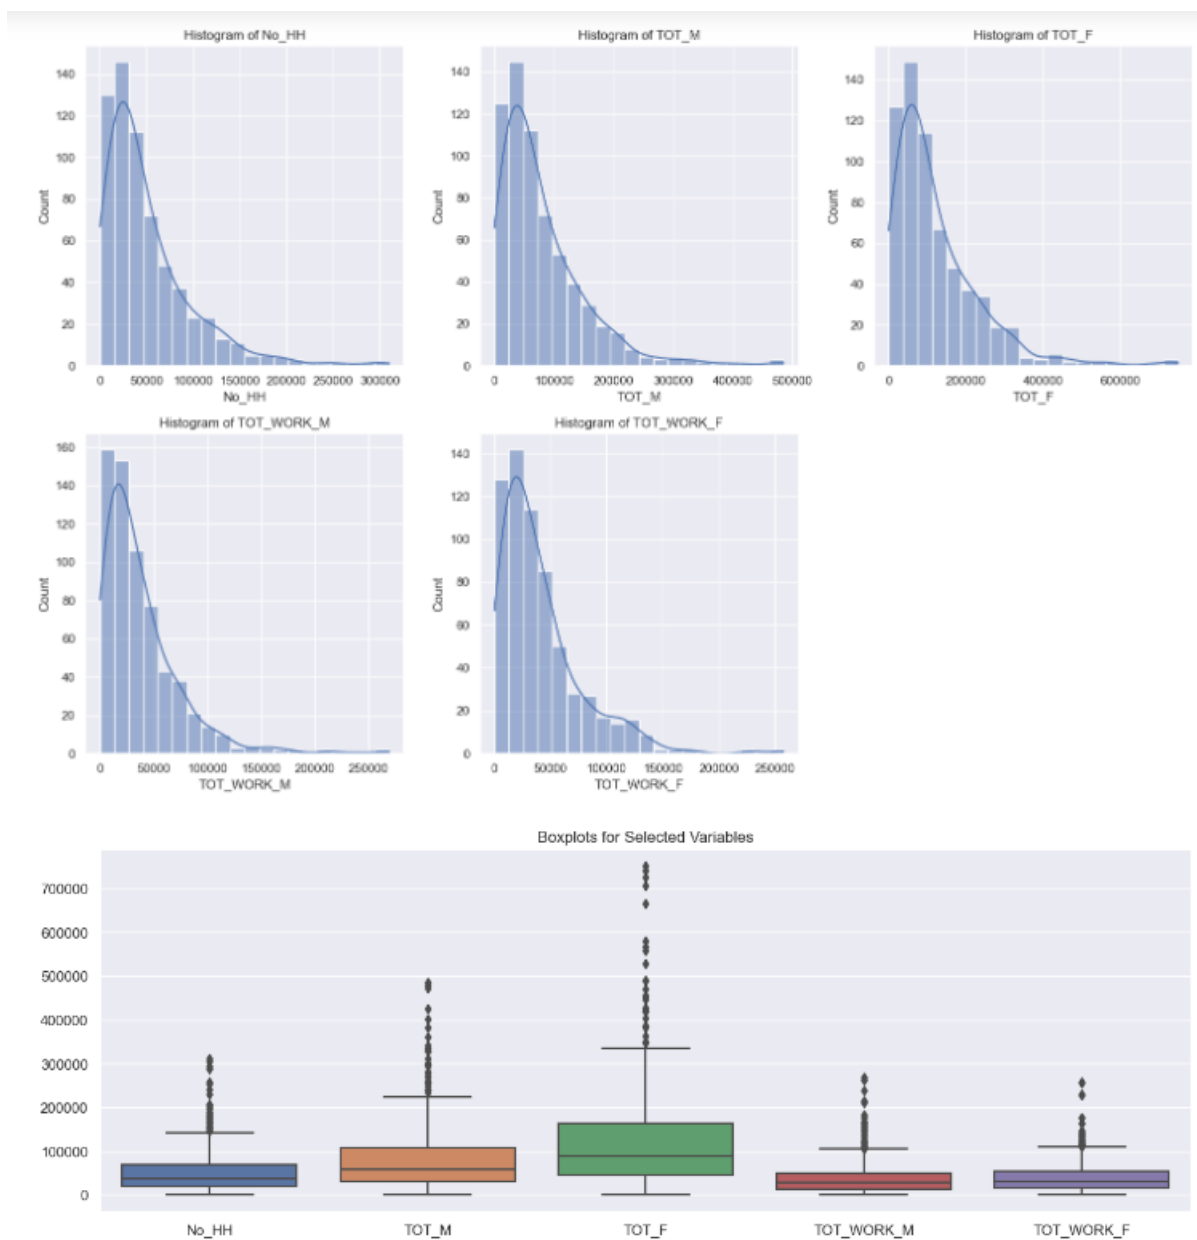 Histogram of No_HH
Histogram of TOT_M
Histogram of TOT_F
140
120
100
80
60
40
20
0
Count
0 50000 100000 150000 200000 250000 300000
No_HH
140
120
100
80
60
40
20
0
Count
0 100000 200000 300000 400000 500000
TOT_M
140
120
100
80
60
40
20
0
Count
0 200000 400000 600000
TOT_F
Histogram of TOT_WORK_M
Histogram of TOT_WORK_F
160
140
120
100
80
60
40
20
0
Count
0 50000 100000 150000 200000 250000
TOT_WORK_M
140
120
100
80
60
40
20
0
Count
0 50000 100000 150000 200000 250000
TOT_WORK_F
Boxplots for Selected Variables
700000
600000
500000
400000
300000
200000
100000
0
No_HH TOT_M TOT_F TOT_WORK_M TOT_WORK_F